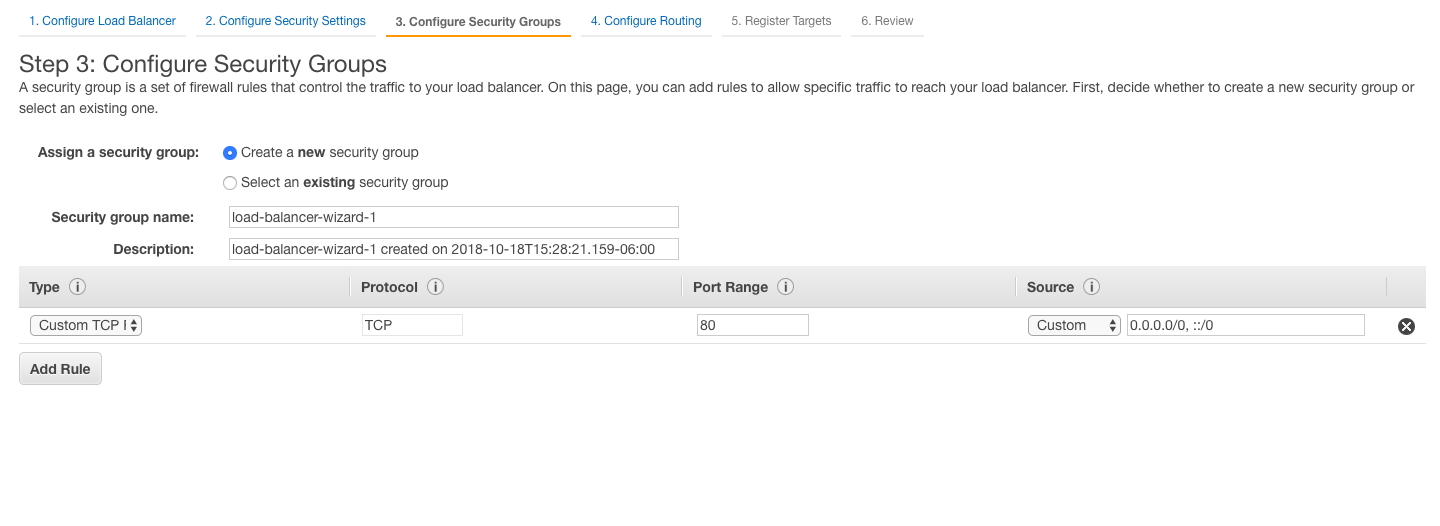 1. Configure Load Balancer 2. Configure Security Settings 3. Configure Security Groups 4. Configure Routing 5. Register Targets 6. Review
Step 3: Configure Security Groups
A security group is a set of firewall rules that control the traffic to your load balancer. On this page, you can add rules to allow specific traffic to reach your load balancer. First, decide whether to create a new security group or
select an existing one.
Assign a security group: Create a new security group
Select an existing security group
Security group name: load-balancer-wizard-1
Description: load-balancer-wizard-1 created on 2018-10-18T15:28:21.159-06:00
Type i Protocol i Port Range i Source i
Custom TCP TCP 80 Custom 0.0.0.0/0, ::/0
Add Rule